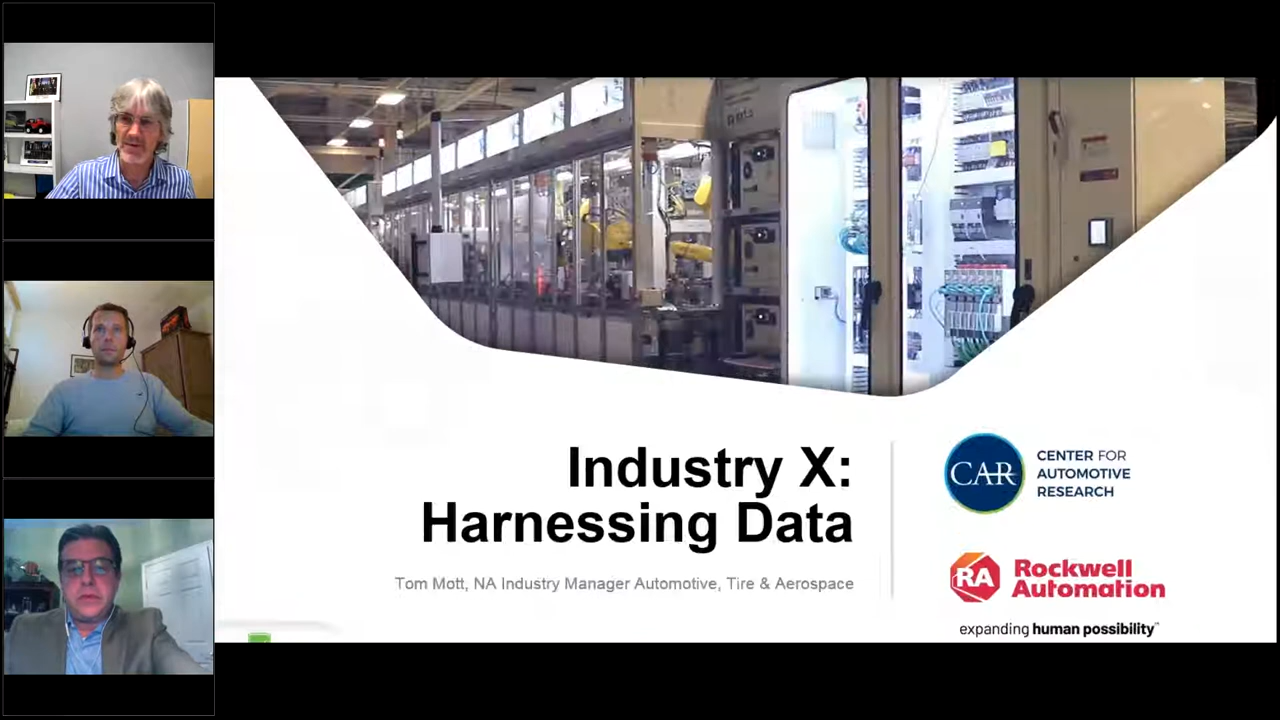 Industry X:
Harnessing Data
Tom Mott, NA Industry Manager Automotive, Tire & Aerospace
CAR
CENTER FOR
AUTOMOTIVE
RESEARCH
RA
Rockwell
Automation
expanding human possibility™